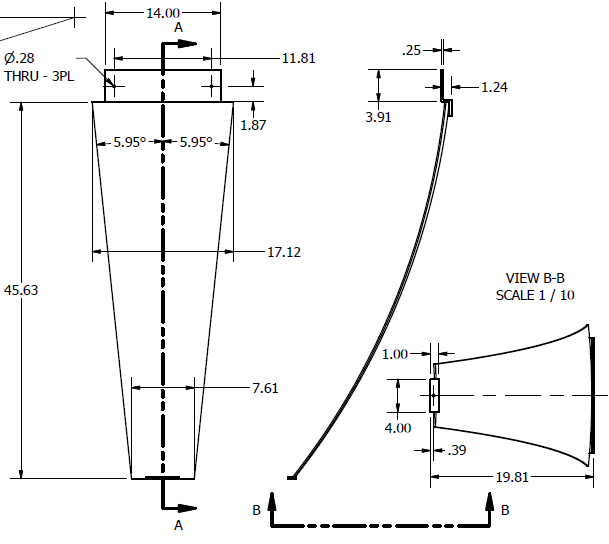 14.00
A
Ø.28
THRU - 3PL
11.81
1.87
5.95°
5.95°
17.12
45.63
7.61
A
.25
1.24
3.91
VIEW B-B
SCALE 1 / 10
1.00
4.00
.39
19.81
B
B